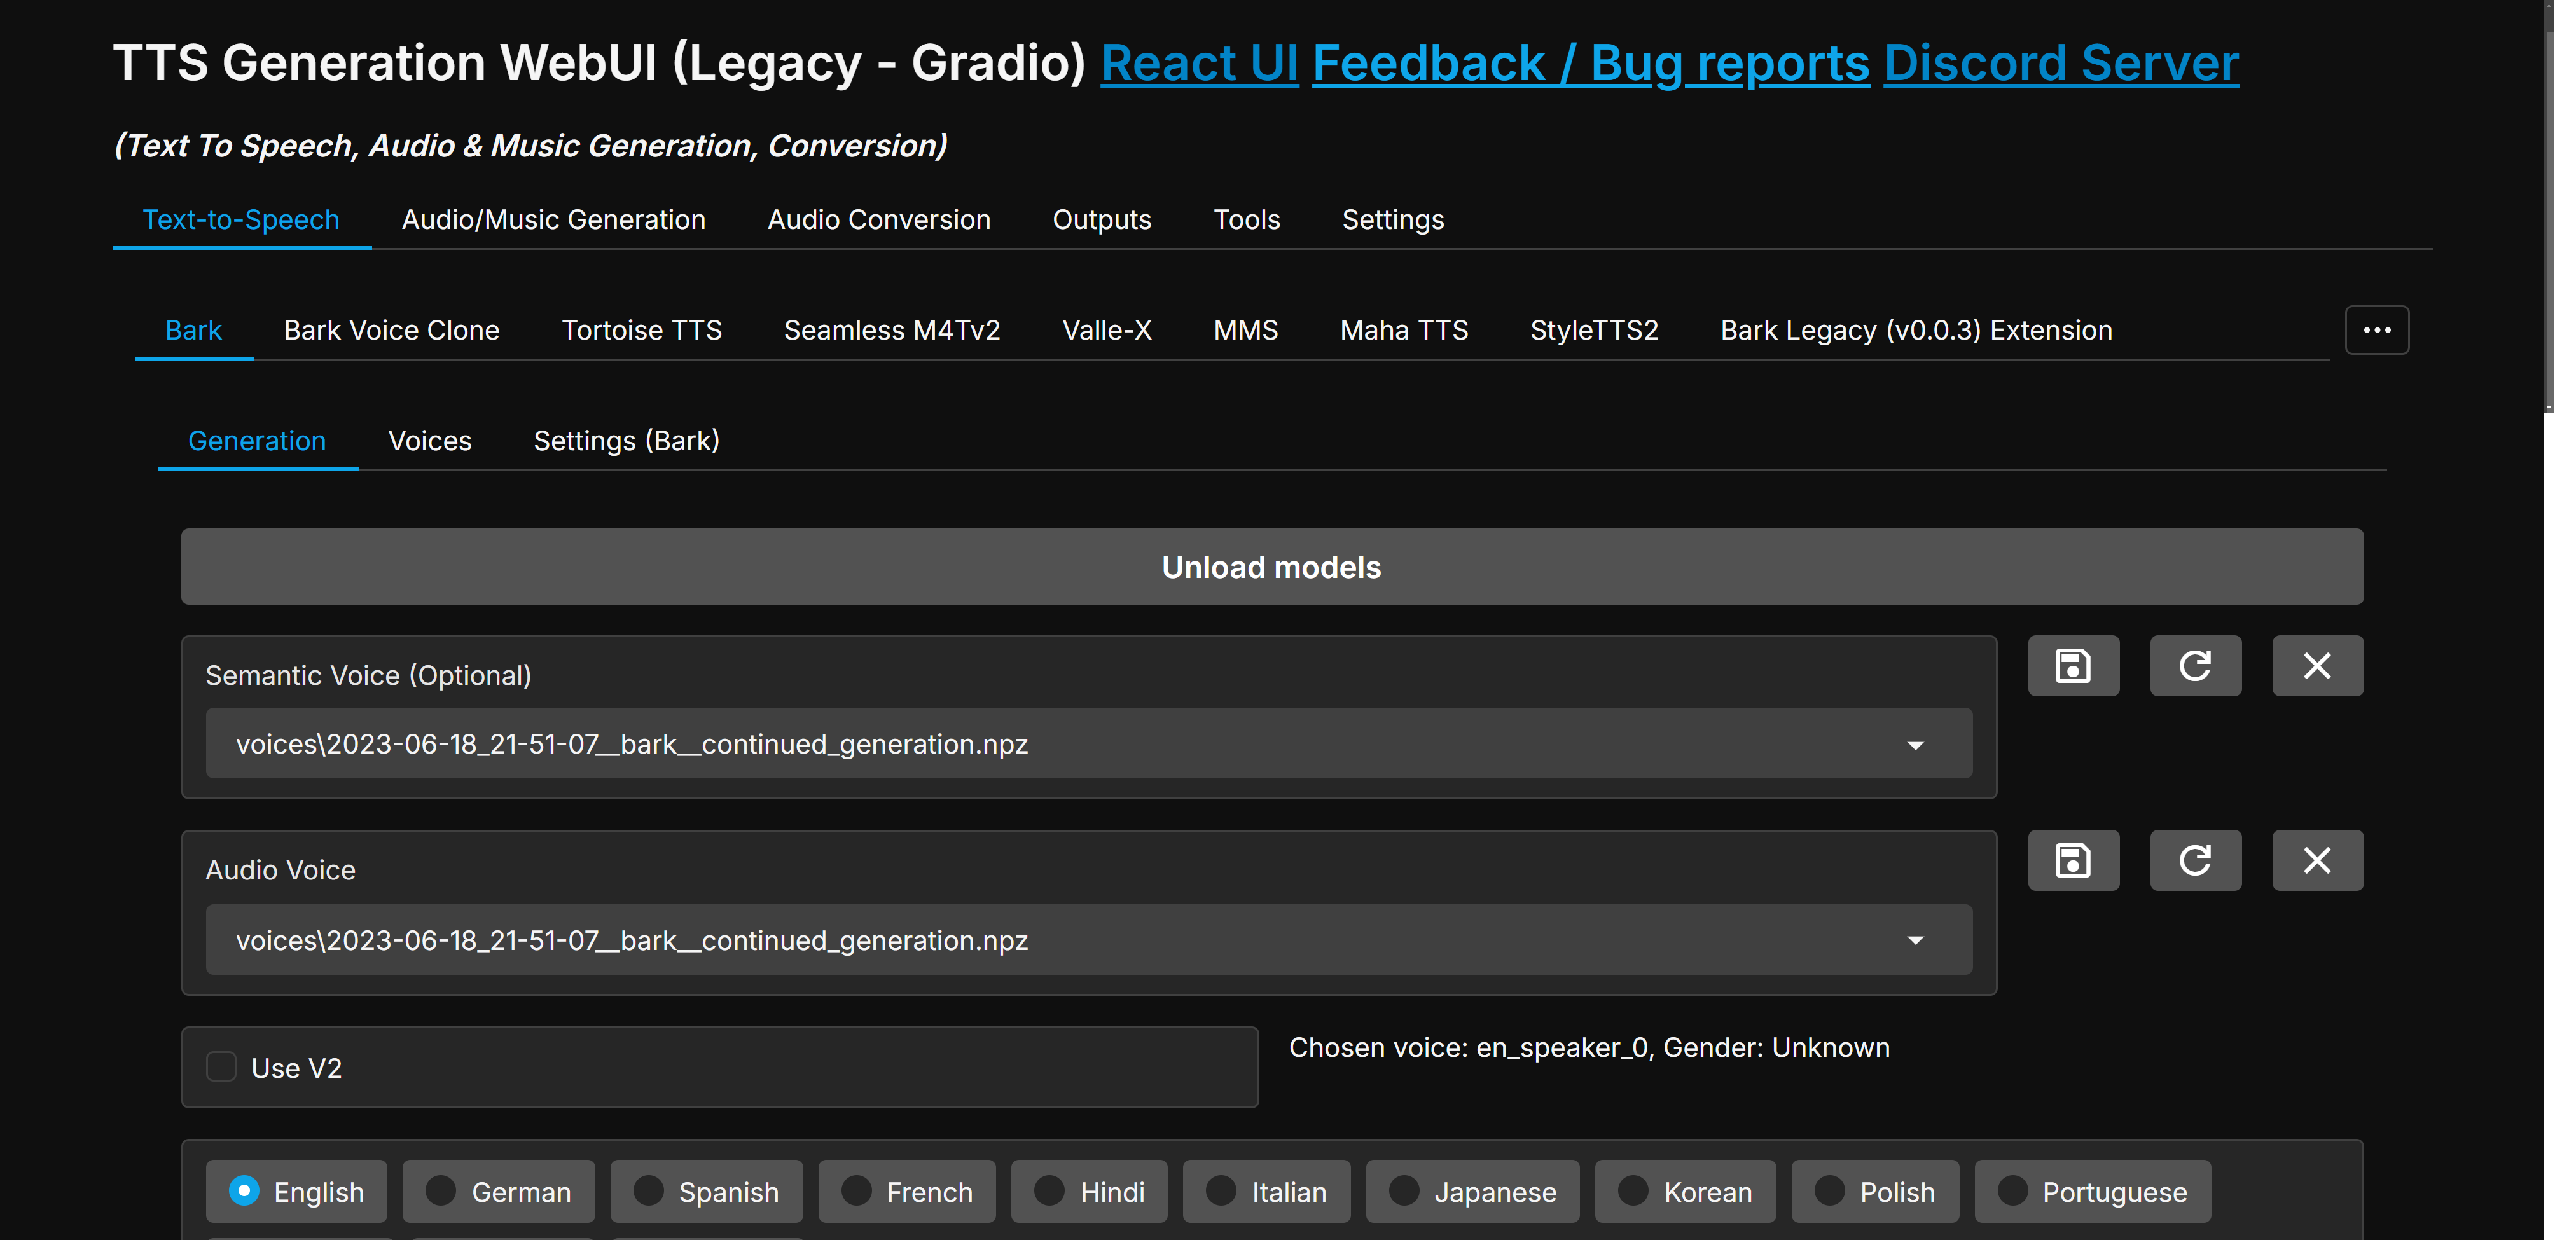 TTS Generation WebUI (Legacy - Gradio) React UI Feedback / Bug reports Discord Server
(Text To Speech, Audio & Music Generation, Conversion)
Text-to-Speech Audio/Music Generation Audio Conversion Outputs Tools Settings
Bark Bark Voice Clone Tortoise TTS Seamless M4Tv2 Valle-X MMS Maha TTS StyleTTS2 Bark Legacy (v0.0.3) Extension
Generation Voices Settings (Bark)
Unload models
Semantic Voice (Optional)
voices\2023-06-18_21-51-07__bark__continued_generation.npz
Audio Voice
voices\2023-06-18_21-51-07__bark__continued_generation.npz
Use V2
Chosen voice: en_speaker_0, Gender: Unknown
English German Spanish French Hindi Italian Japanese Korean Polish Portuguese